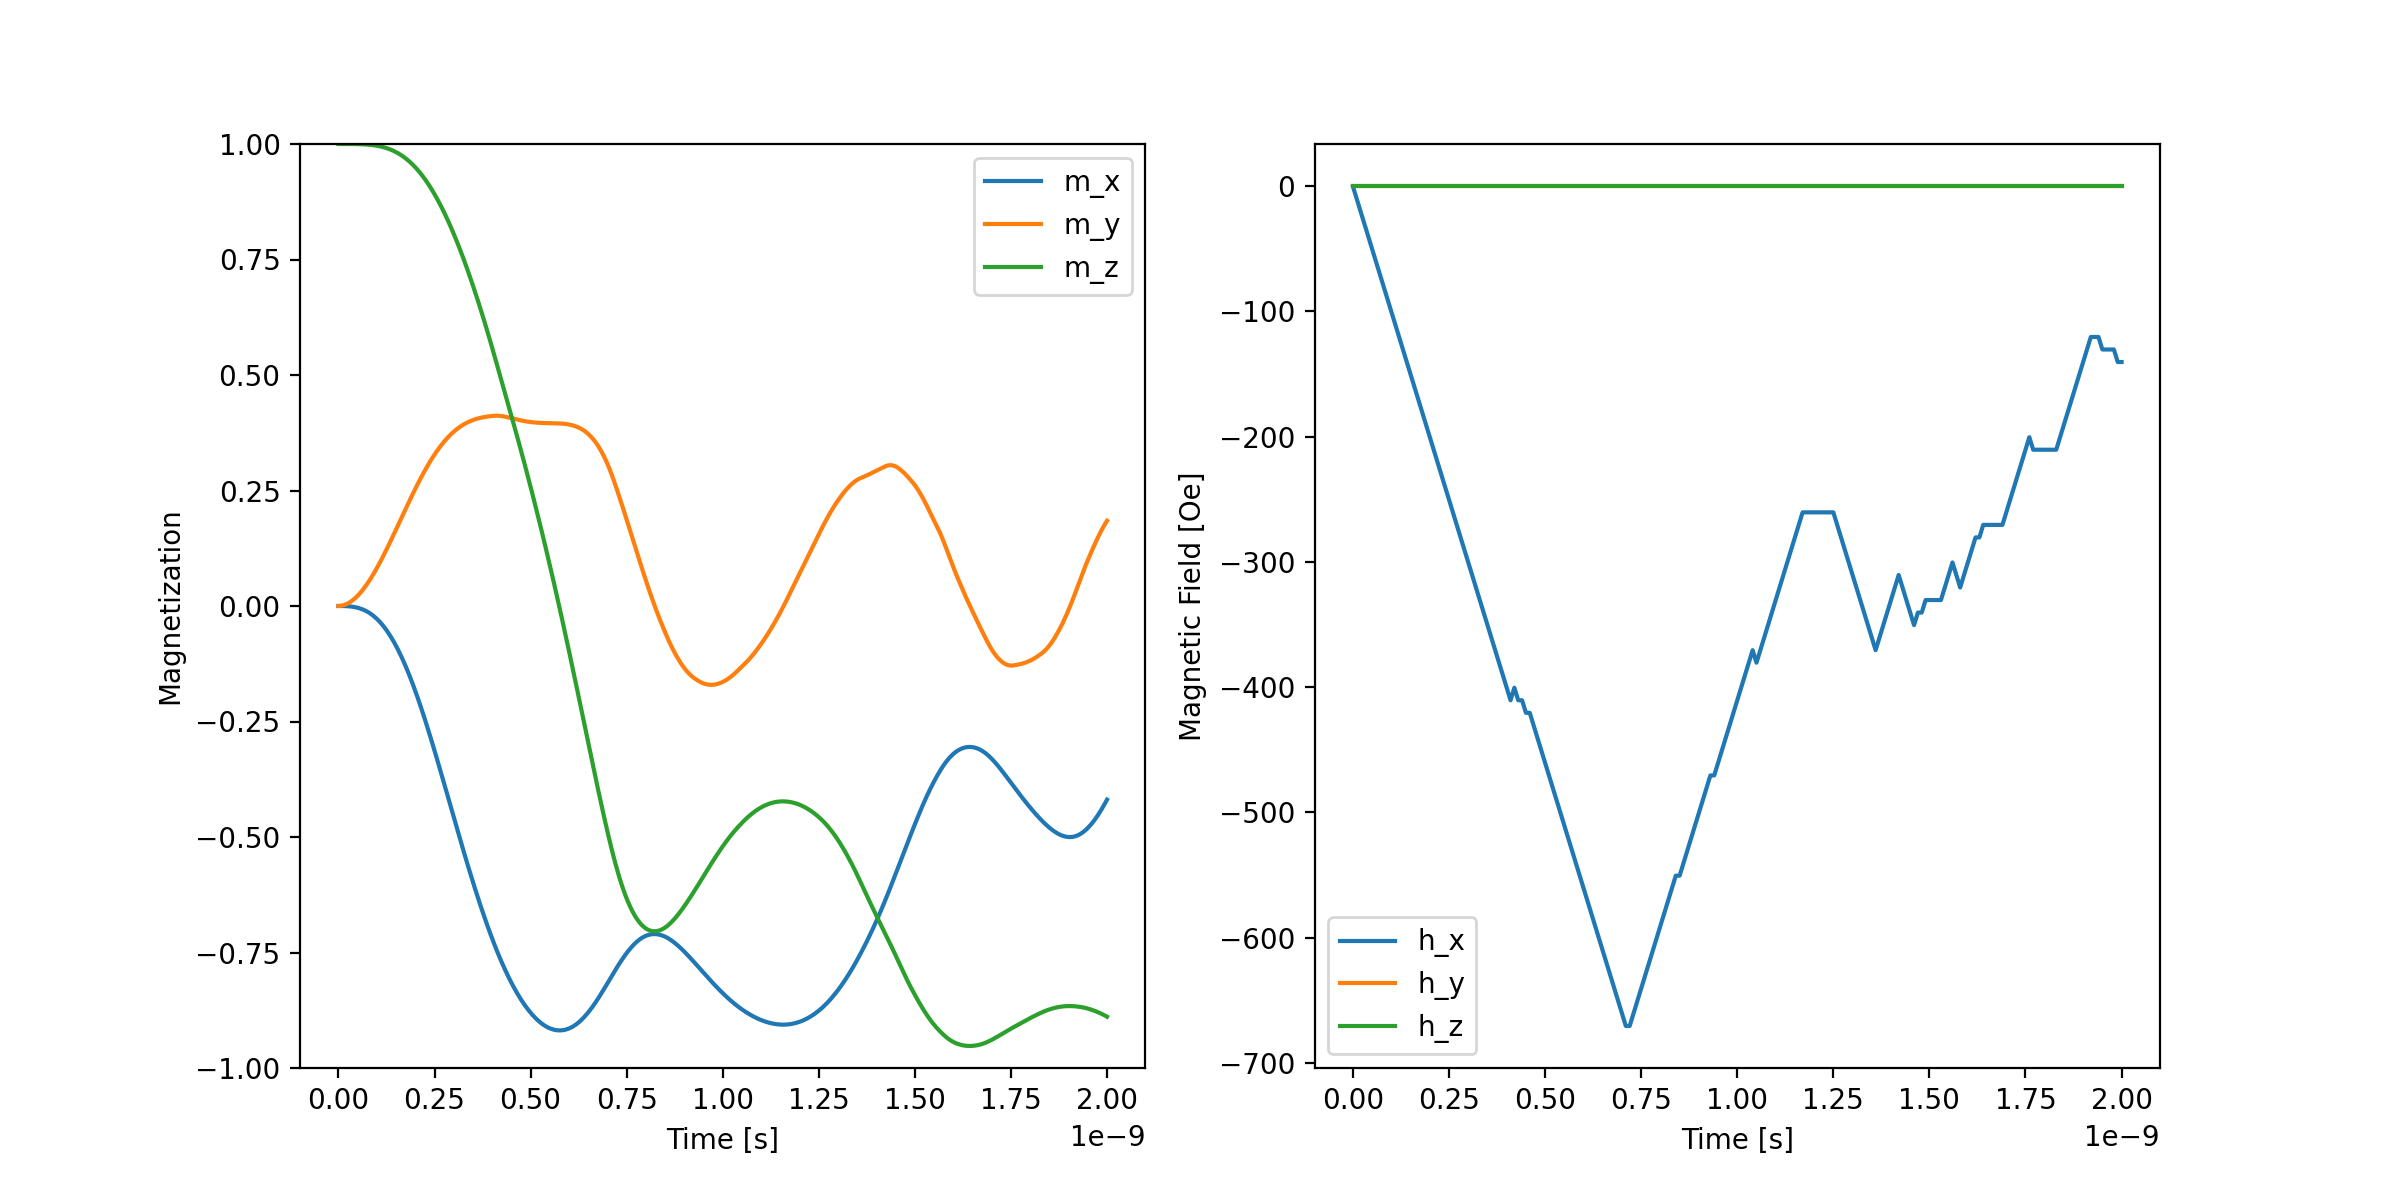 Magnetization
1.00
0.75
0.50
0.25
0.00
−0.25
−0.50
−0.75
−1.00
m_x
m_y
m_z
0.00 0.25 0.50 0.75 1.00 1.25 1.50 1.75 2.00
Time [s]
1e−9
Magnetic Field [Oe]
0
−100
−200
−300
−400
−500
−600
−700
h_x
h_y
h_z
0.00 0.25 0.50 0.75 1.00 1.25 1.50 1.75 2.00
Time [s]
1e−9